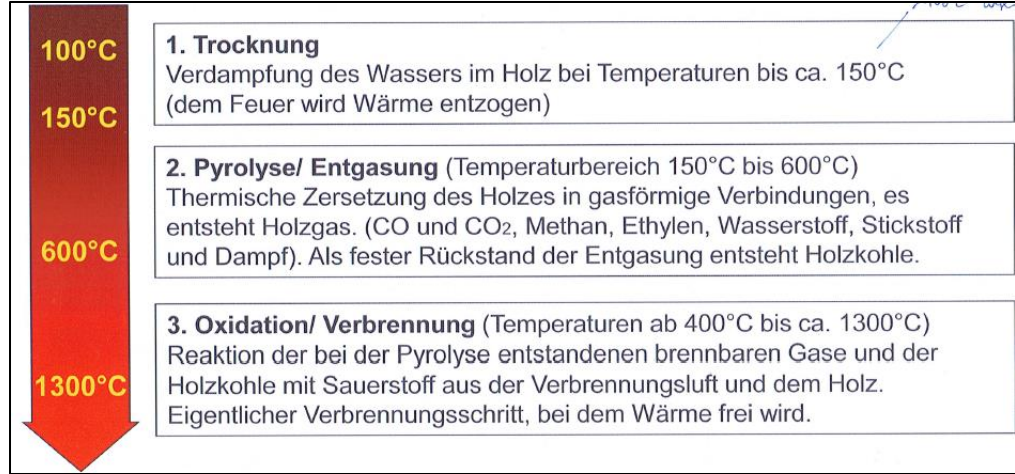 100°C
150°C
600°C
1300°C
1. Trocknung
Verdampfung des Wassers im Holz bei Temperaturen bis ca. 150°C
(dem Feuer wird Wärme entzogen)
2. Pyrolyse/ Entgasung (Temperaturbereich 150°C bis 600°C)
Thermische Zersetzung des Holzes in gasförmige Verbindungen, es
entsteht Holzgas. (CO und CO₂, Methan, Ethylen, Wasserstoff, Stickstoff
und Dampf). Als fester Rückstand der Entgasung entsteht Holzkohle.
3. Oxidation/ Verbrennung (Temperaturen ab 400°C bis ca. 1300°C)
Reaktion der bei der Pyrolyse entstandenen brennbaren Gase und der
Holzkohle mit Sauerstoff aus der Verbrennungsluft und dem Holz.
Eigentlicher Verbrennungsschritt, bei dem Wärme frei wird.